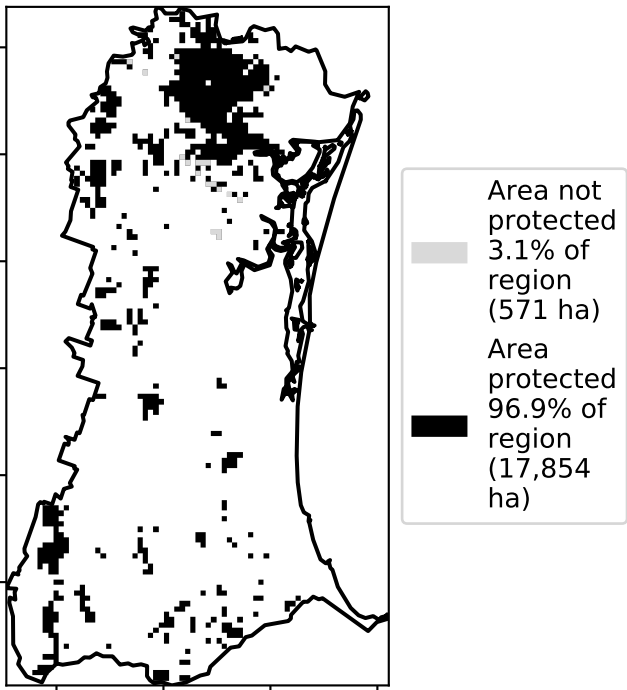 Area not
protected
3.1% of
region
(571 ha)
Area
protected
96.9% of
region
(17,854
ha)